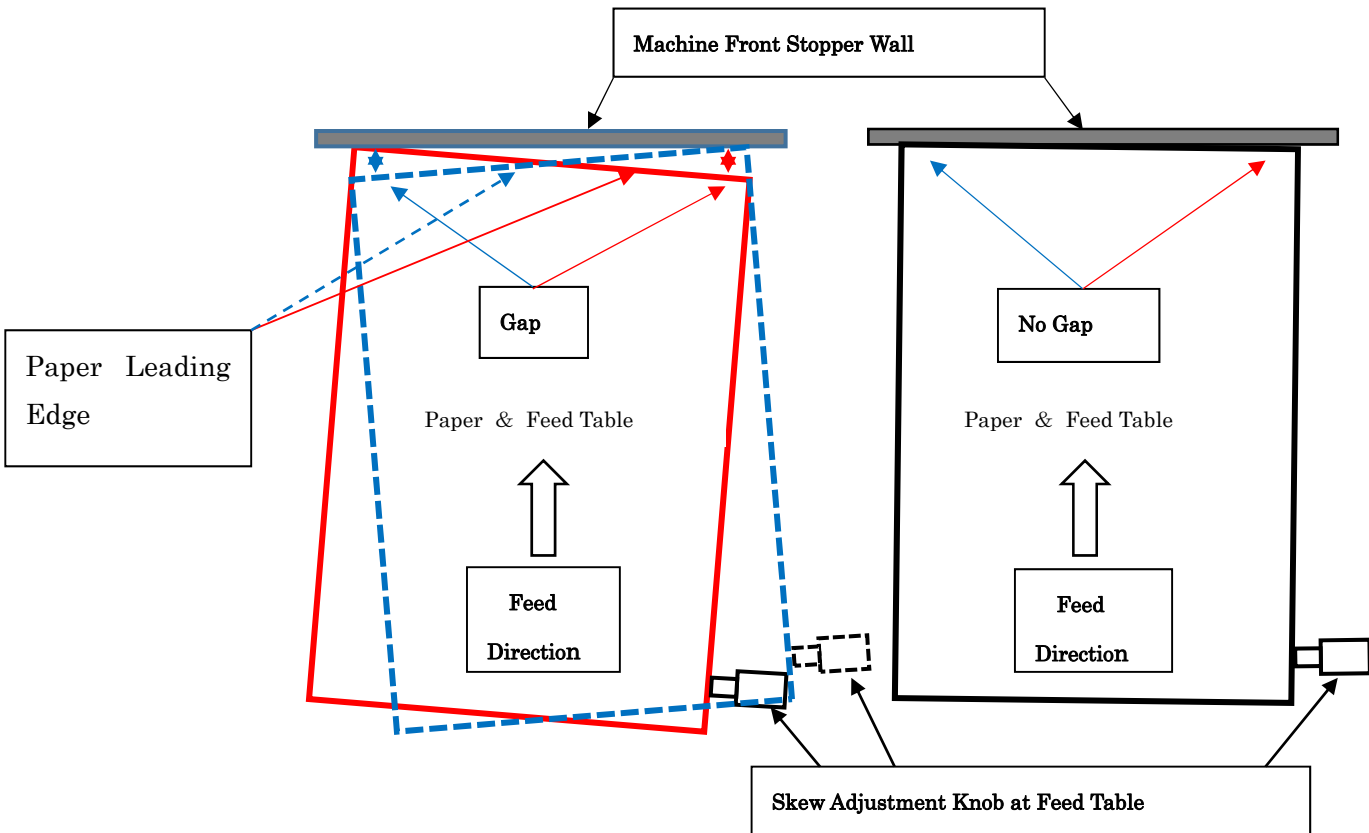 Machine Front Stopper Wall
Gap
No Gap
Paper Leading
Edge
Paper & Feed Table
Paper & Feed Table
Feed
Direction
Feed
Direction
Skew Adjustment Knob at Feed Table